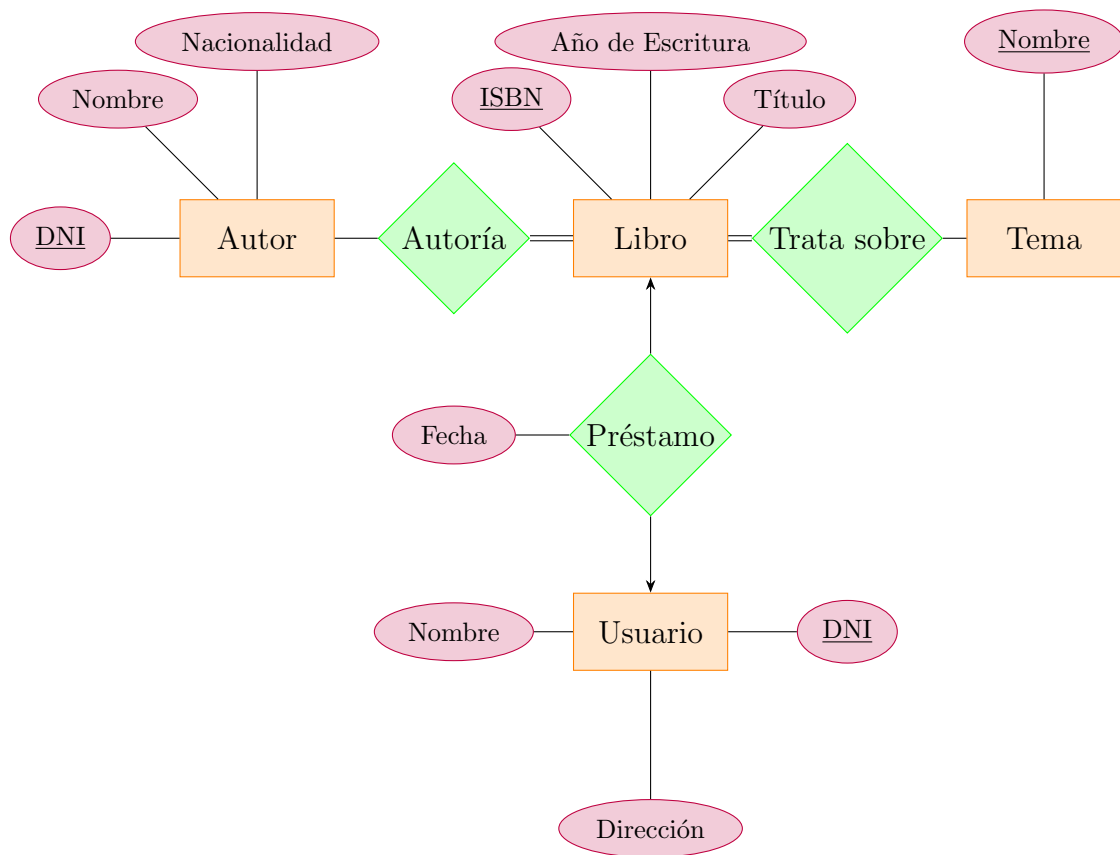 Nacionalidad
Año de Escritura
Nombre
Nombre
ISBN
Título
DNI
Autor
Autoría
Libro
Trata sobre
Tema
Fecha
Préstamo
Nombre
Usuario
DNI
Dirección